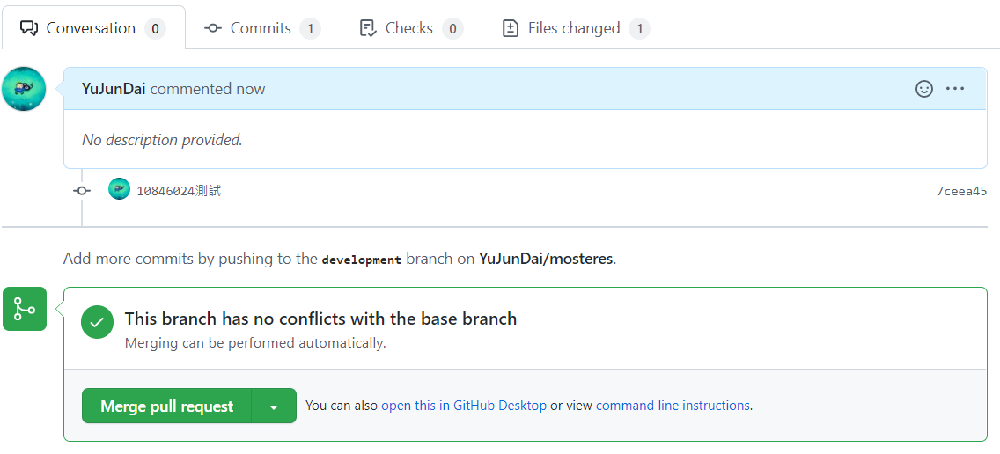 Conversation 0 Commits 1 Checks 0 Files changed 1
YuJunDai commented now
No description provided.
10846024測試 7ceea45
Add more commits by pushing to the development branch on YuJunDai/mosteres.
This branch has no conflicts with the base branch
Merging can be performed automatically.
Merge pull request You can also open this in GitHub Desktop or view command line instructions.